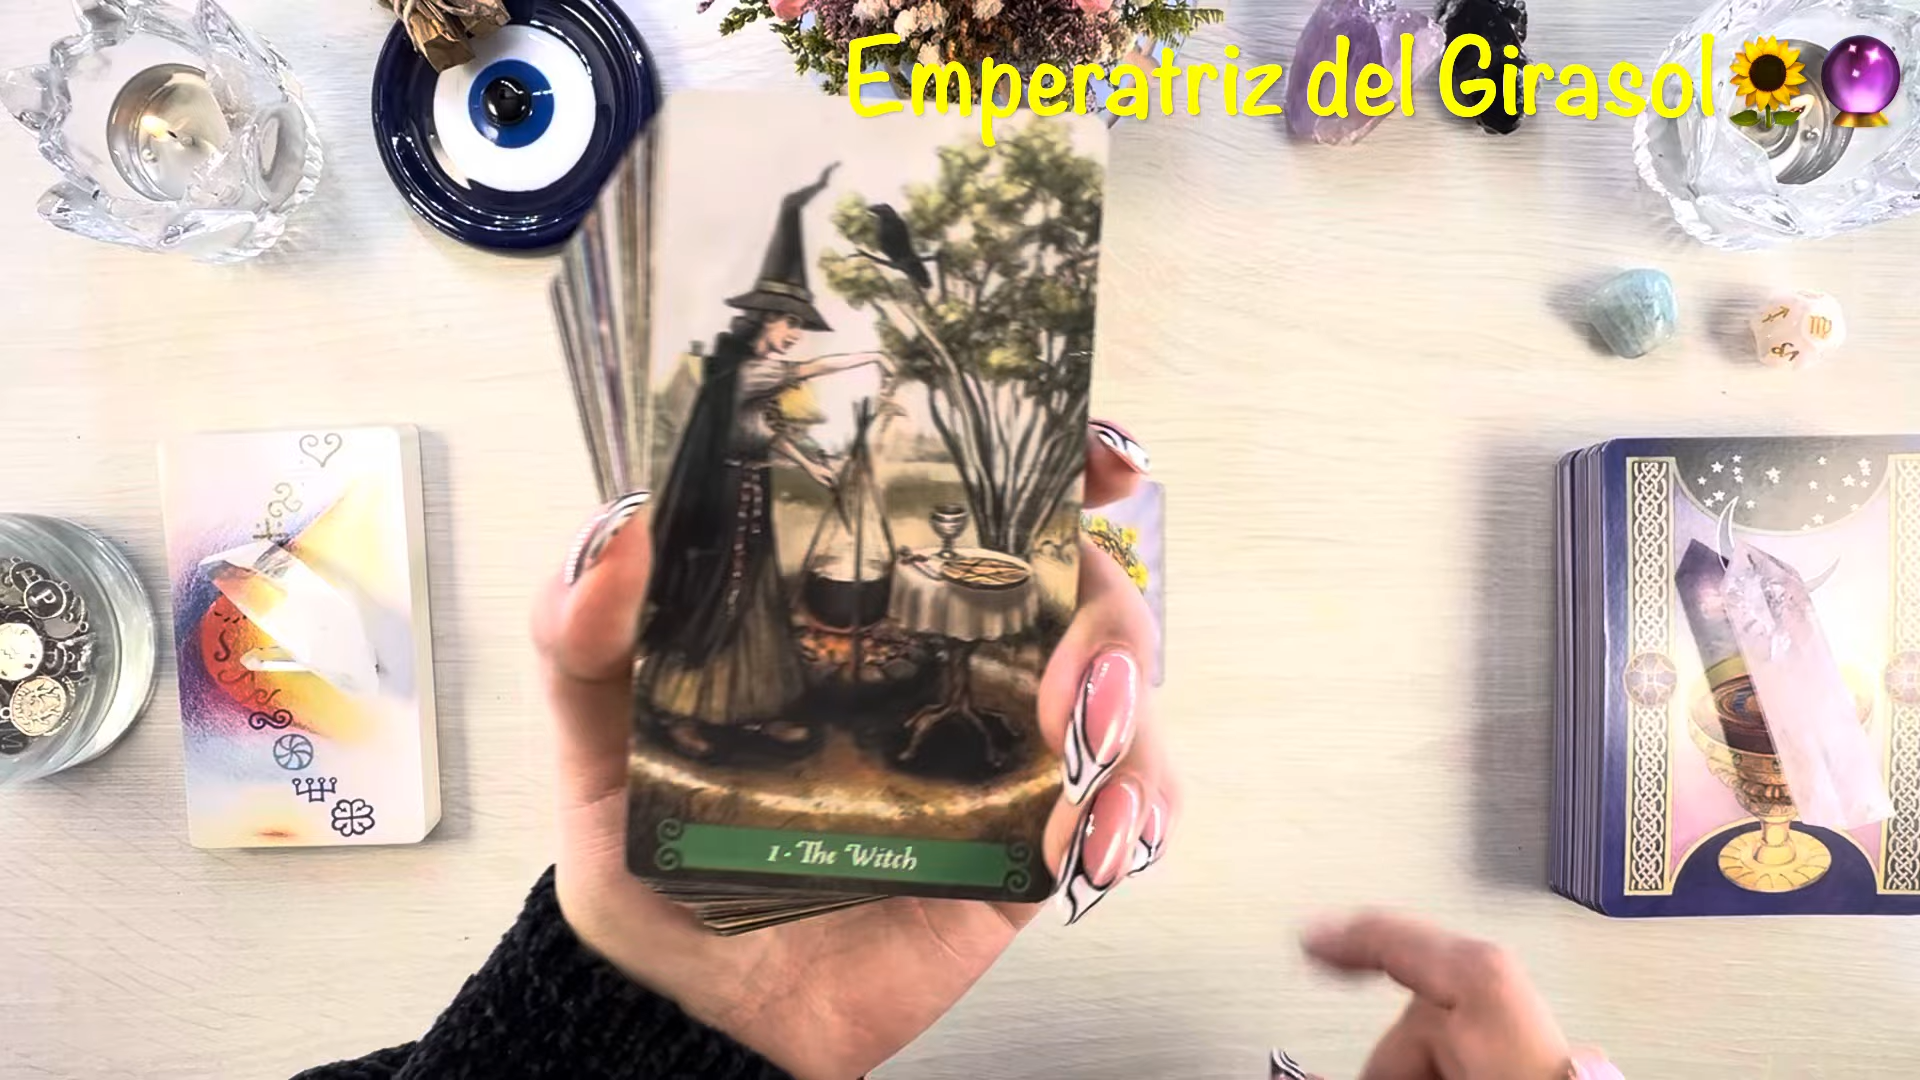 Emperatriz del Girasol🌻🔮
P
1-The Witch